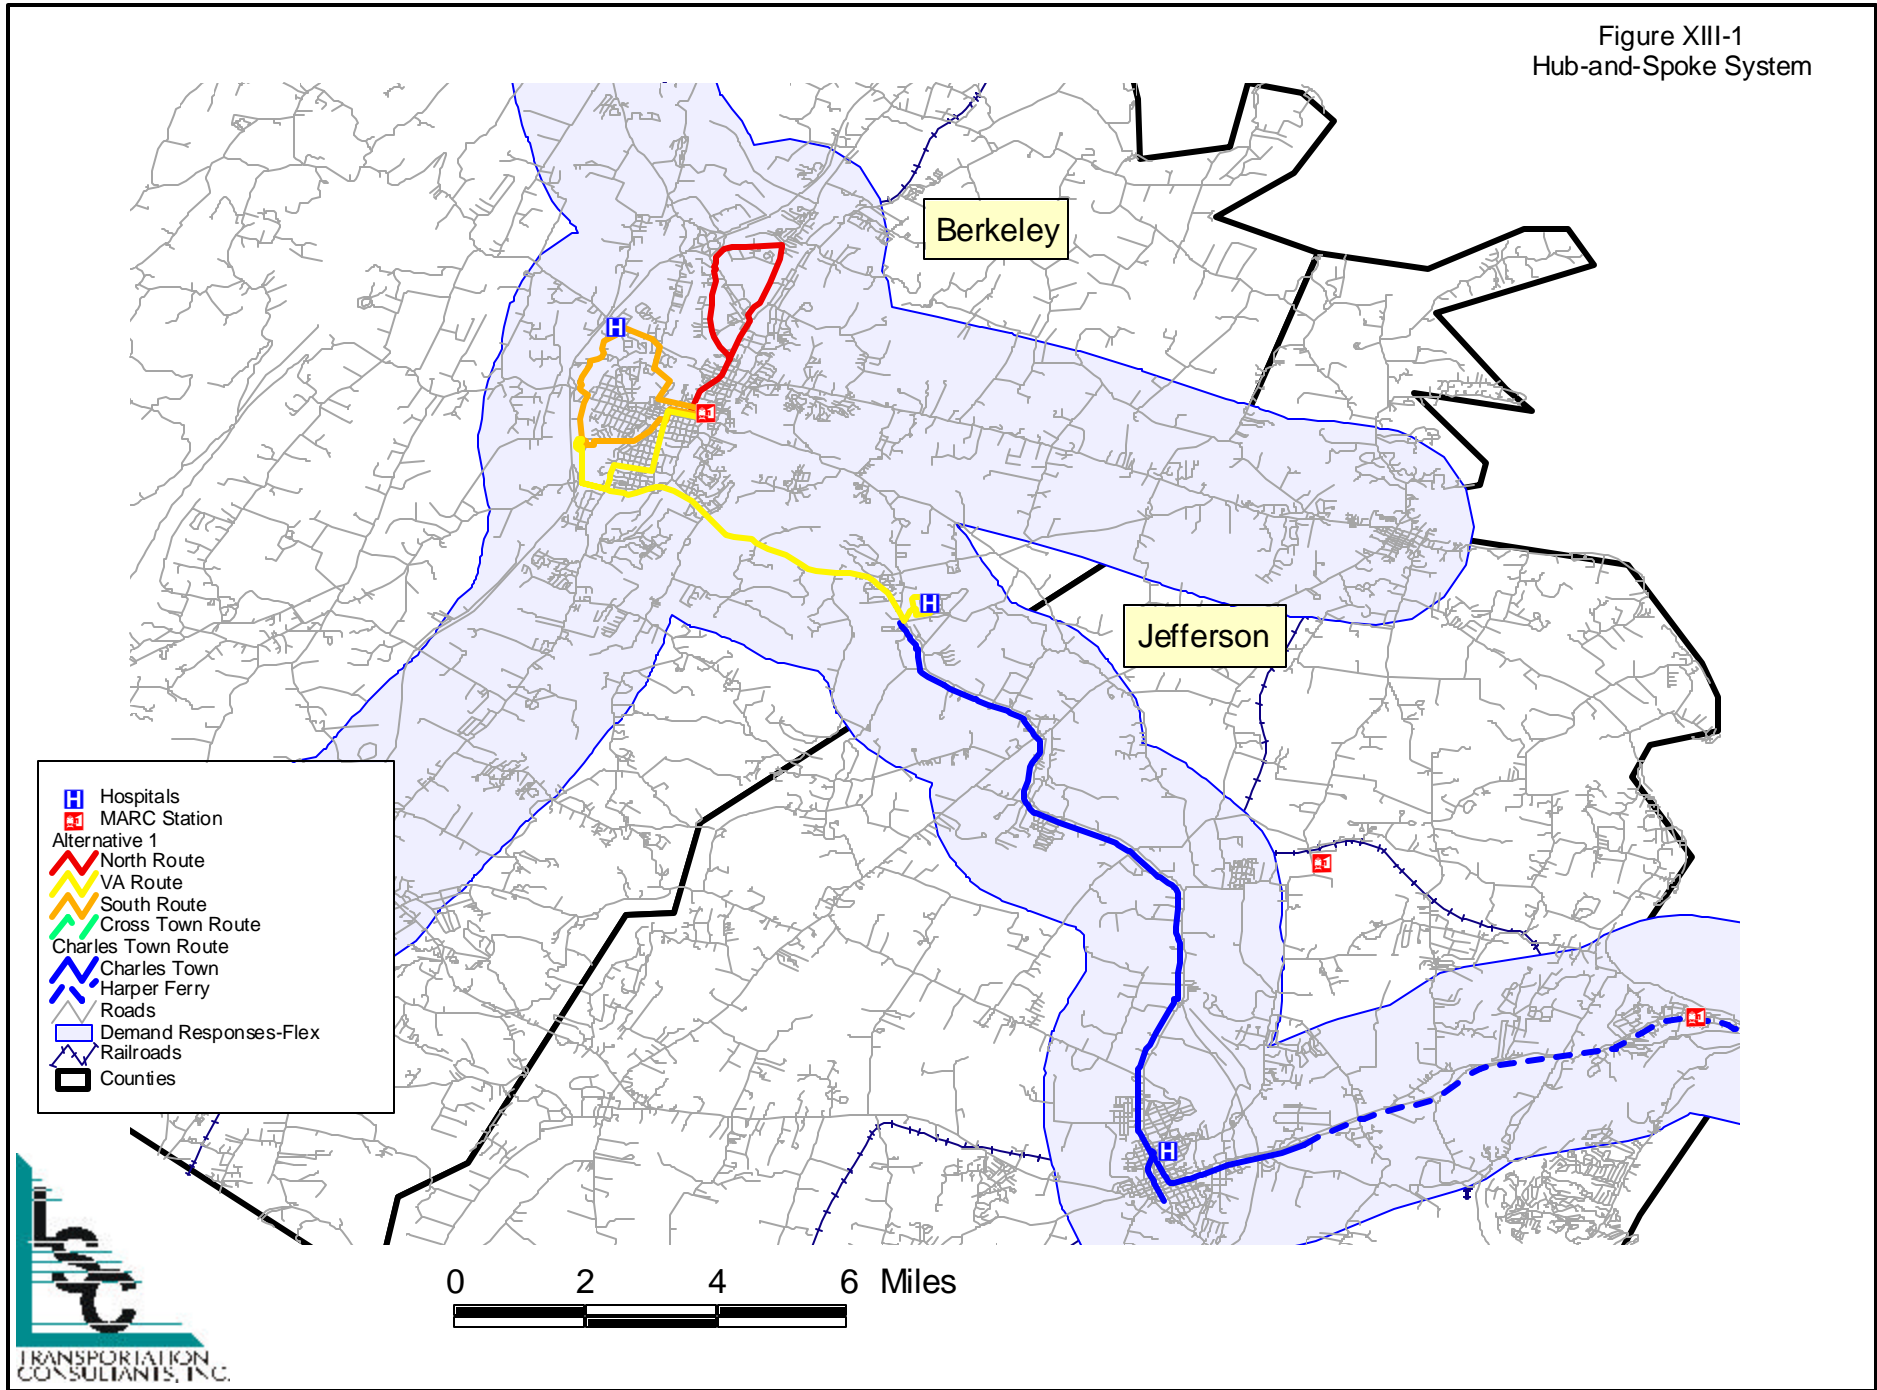 Figure XIII-1
Hub-and-Spoke System
Berkeley
H
H
Jefferson
H
Hospitals
MARC Station
Alternative 1
North Route
VA Route
South Route
Cross Town Route
Charles Town Route
Charles Town
Harper Ferry
Roads
Demand Responses-Flex
Railroads
Counties
H
0 2 4 6 Miles
LSC
TRANSPORTATION
CONSULTANTS, INC.